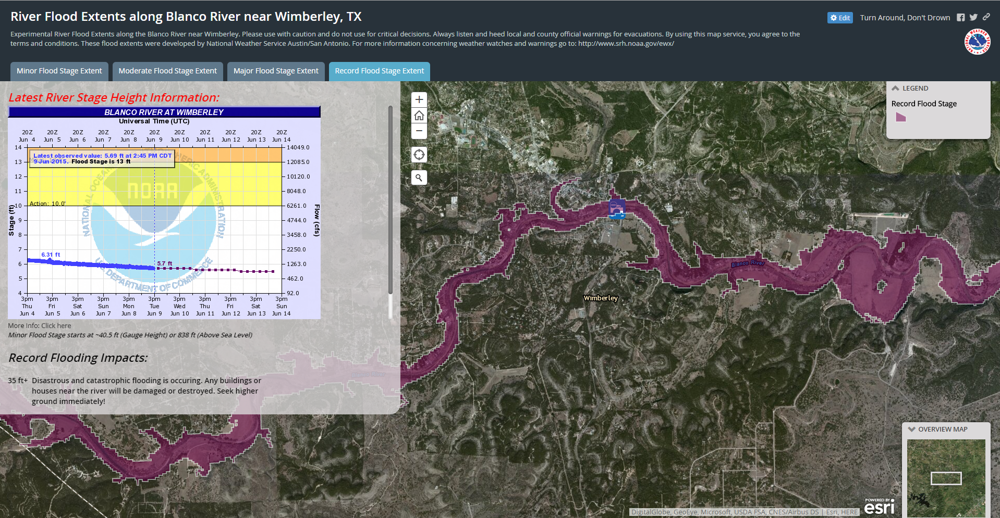 River Flood Extents along Blanco River near Wimberley, TX
Edit
Turn Around, Don't Drown
Experimental River Flood Extents along the Blanco River near Wimberley. Please use with caution and do not use for critical decisions. Always listen and heed local and county official warnings for evacuations. By using this map service, you agree to the
terms and conditions. These flood extents were developed by National Weather Service Austin/San Antonio. For more information concerning weather watches and warnings go to: http://www.srh.noaa.gov/ewx/
NATIONAL WEATHER SERVICE
Minor Flood Stage Extent
Moderate Flood Stage Extent
Major Flood Stage Extent
Record Flood Stage Extent
Latest River Stage Height Information:
BLANCO RIVER AT WIMBERLEY
Universal Time (UTC)
20Z 20Z 20Z 20Z 20Z 20Z 20Z 20Z 20Z 20Z 20Z
Jun 4 Jun 5 Jun 6 Jun 7 Jun 8 Jun 9 Jun 10 Jun 11 Jun 12 Jun 13 Jun 14
14 14049.0
Latest observed value: 5.69 ft at 2:45 PM CDT
9-Jun-2015. Flood Stage is 13 ft
13 12085.0
12 10120.0
11 8048.0
Action: 10.0'
10 6261.0
9 4744.0
8 3458.0
7 2250.0
6 1263.0
5 462.0
4 92.0
Stage (ft)
Flow (cfs)
6.31 ft
5.7 ft
NOAA
NATIONAL OCEANIC AND ATMOSPHERIC ADMINISTRATION
U.S. DEPARTMENT OF COMMERCE
3pm 3pm 3pm 3pm 3pm 3pm 3pm 3pm 3pm 3pm 3pm
Thu Fri Sat Sun Mon Tue Wed Thu Fri Sat Sun
Jun 4 Jun 5 Jun 6 Jun 7 Jun 8 Jun 9 Jun 10 Jun 11 Jun 12 Jun 13 Jun 14
More Info: Click here
Minor Flood Stage starts at ~40.5 ft (Gauge Height) or 838 ft (Above Sea Level)
Record Flooding Impacts:
35 ft+ Disastrous and catastrophic flooding is occuring. Any buildings or
houses near the river will be damaged or destroyed. Seek higher
ground immediately!
LEGEND
Record Flood Stage
Blanco River
Wimberley
Blanco River
OVERVIEW MAP
POWERED BY
esri
DigitalGlobe, GeoEye, Microsoft, USDA FSA, CNES/Airbus DS | Esri, HERE